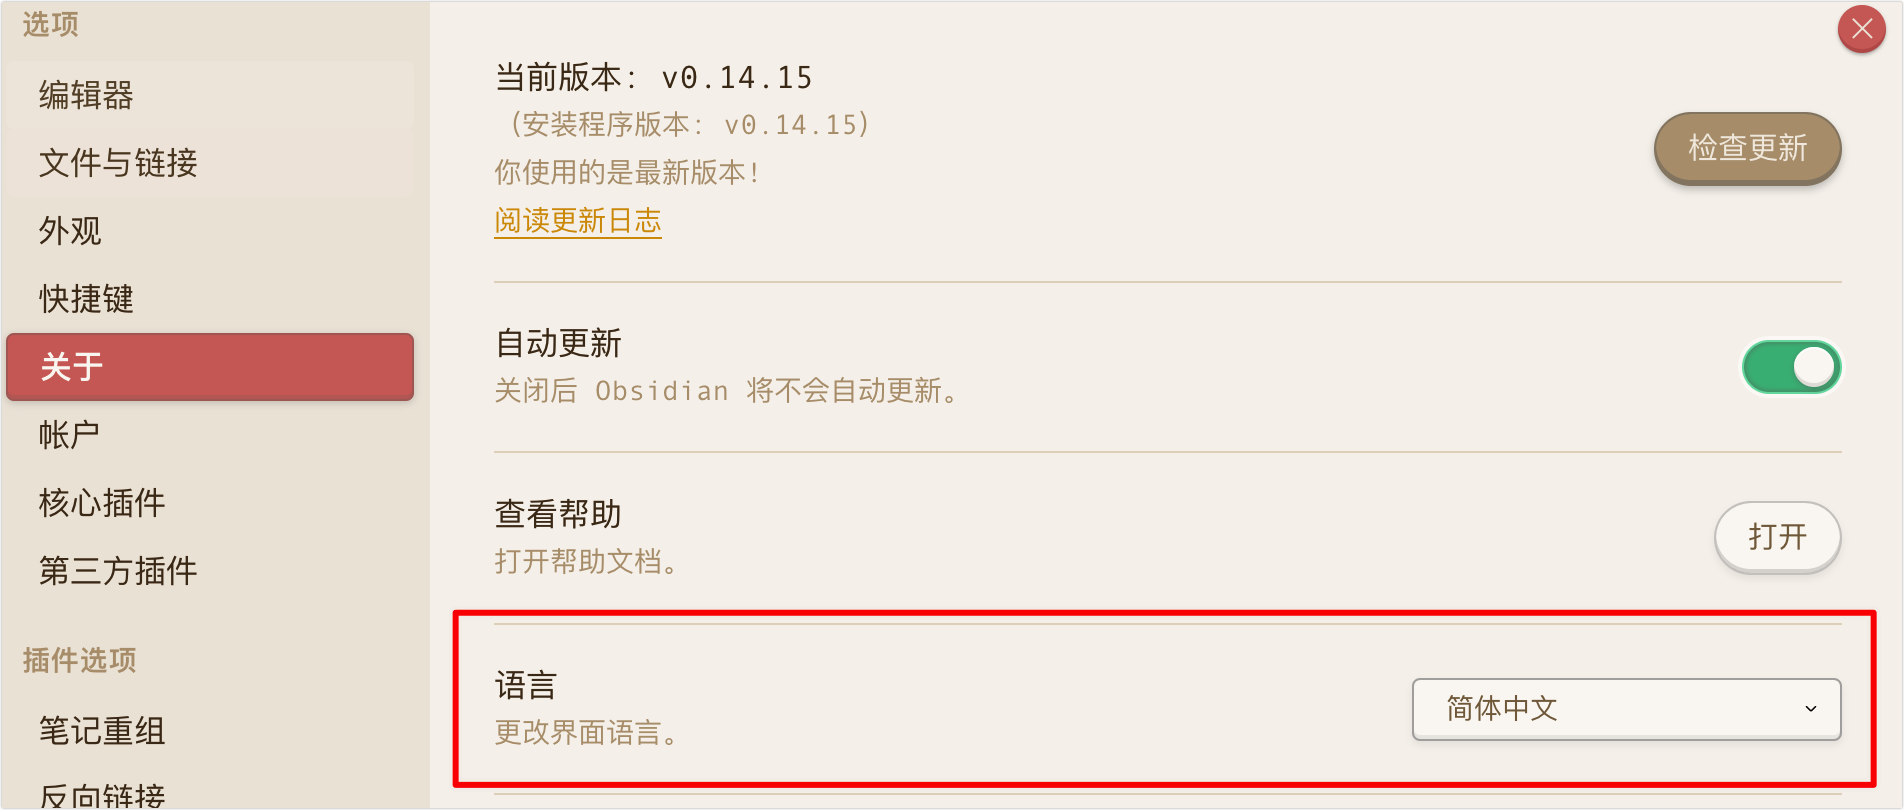 选项
编辑器
文件与链接
外观
快捷键
关于
帐户
核心插件
第三方插件
插件选项
笔记重组
反向链接
当前版本: v0.14.15
（安装程序版本: v0.14.15）
你使用的是最新版本!
阅读更新日志
检查更新
自动更新
关闭后 Obsidian 将不会自动更新。
查看帮助
打开帮助文档。
打开
语言
更改界面语言。
简体中文